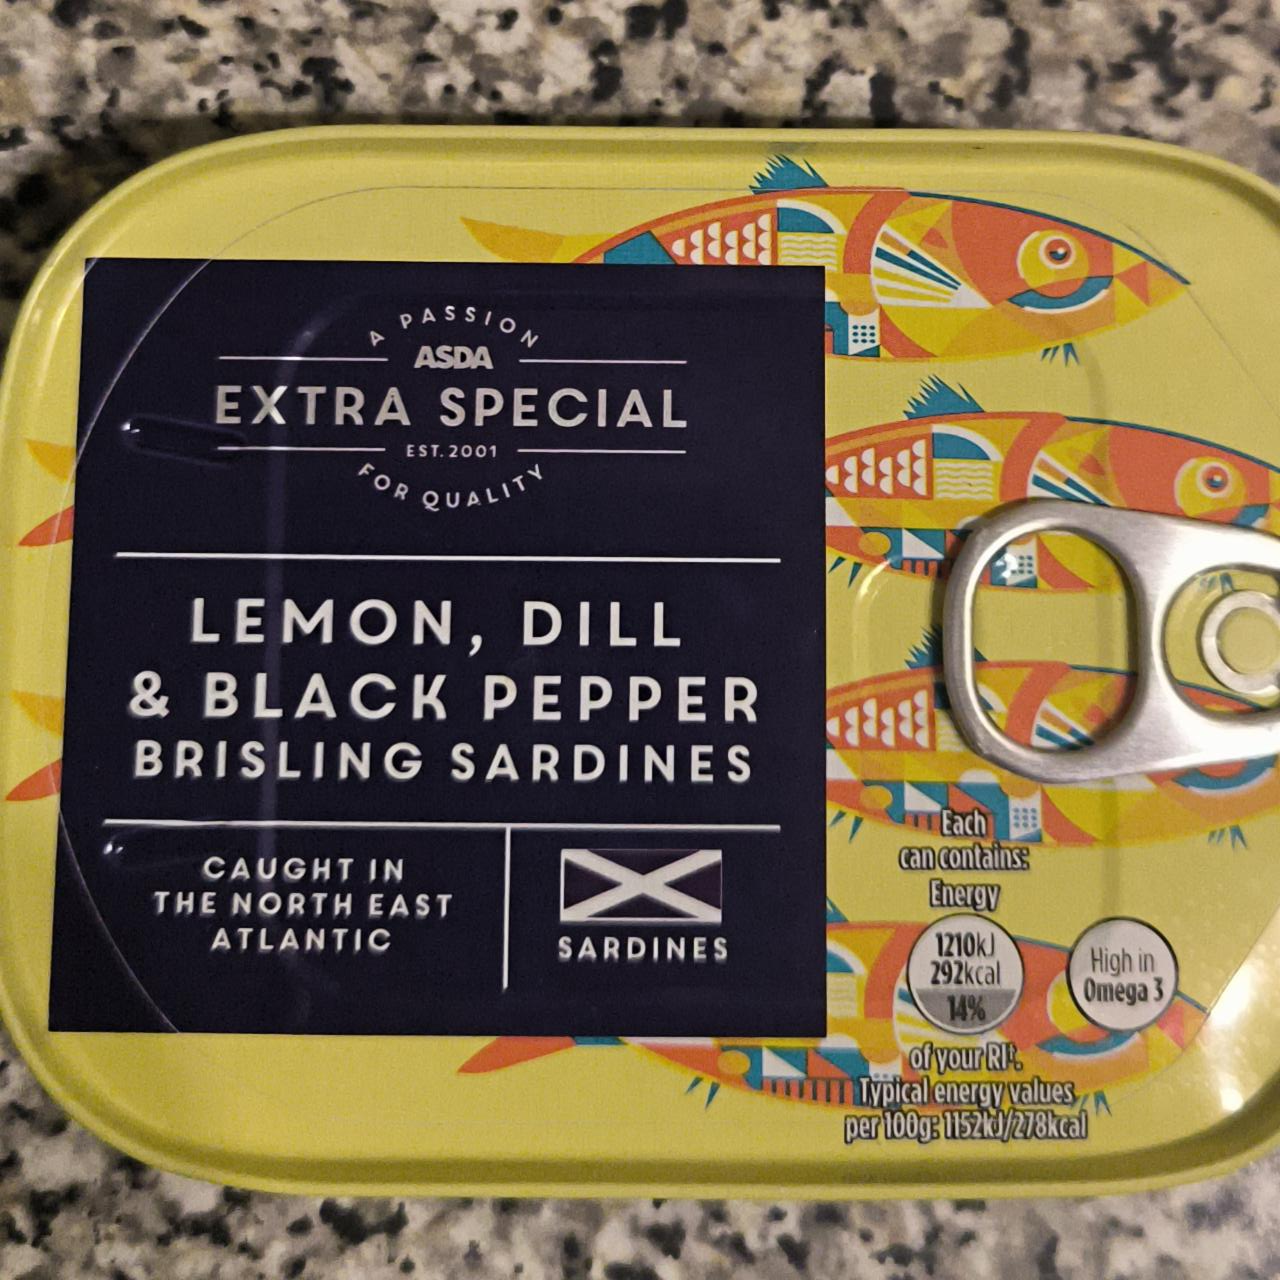 A PASSION
ASDA
EXTRA SPECIAL
EST. 2001
FOR QUALITY
LEMON, DILL
& BLACK PEPPER
BRISLING SARDINES
CAUGHT IN
THE NORTH EAST
ATLANTIC
SARDINES
Each
can contains:
Energy
1210kJ
292kcal
14%
High in
Omega 3
of your RI‡.
Typical energy values
per 100g: 1152kJ/278kcal